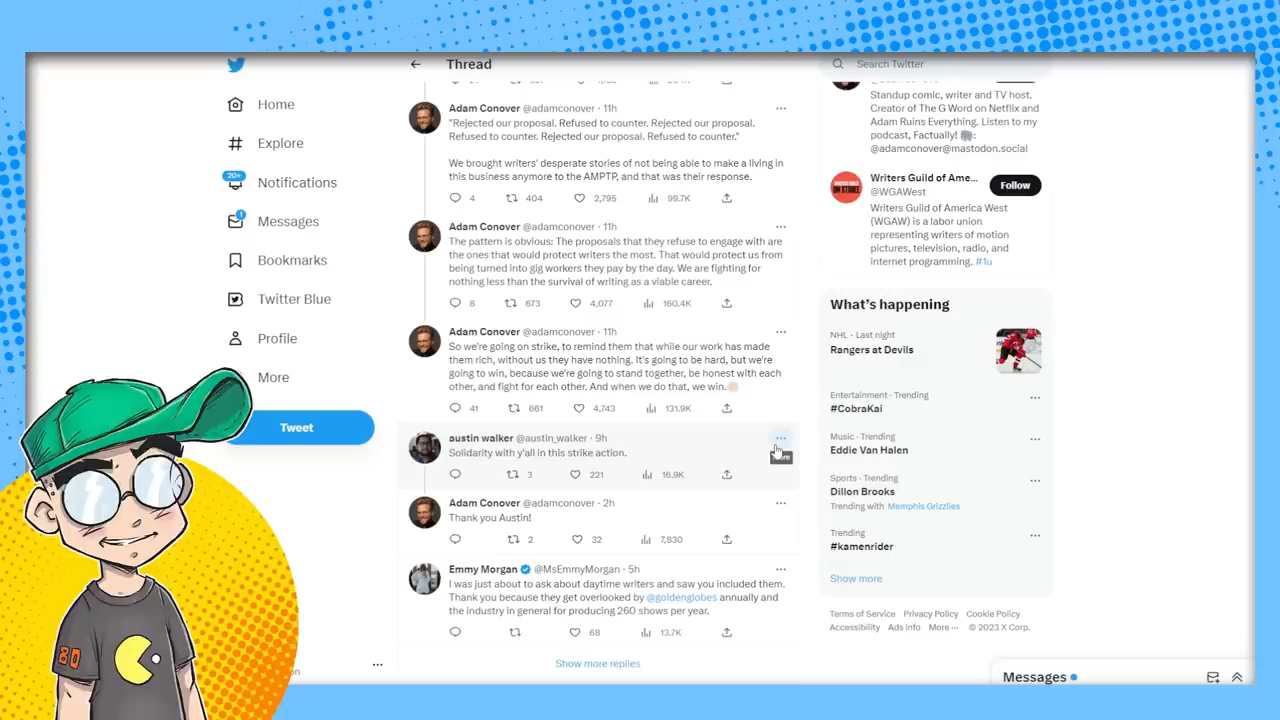 Thread
Search Twitter
Home
Explore
20+
Notifications
1
Messages
Bookmarks
Twitter Blue
Profile
More
Tweet
80
Adam Conover @adamconover · 11h
"Rejected our proposal. Refused to counter. Rejected our proposal.
Refused to counter. Rejected our proposal. Refused to counter."
We brought writers' desperate stories of not being able to make a living in
this business anymore to the AMPTP, and that was their response.
4 404 2,795 99.7K
Adam Conover @adamconover · 11h
The pattern is obvious: The proposals that they refuse to engage with are
the ones that would protect writers the most. That would protect us from
being turned into gig workers they pay by the day. We are fighting for
nothing less than the survival of writing as a viable career.
8 673 4,077 160.4K
Adam Conover @adamconover · 11h
So we're going on strike, to remind them that while our work has made
them rich, without us they have nothing. It's going to be hard, but we're
going to win, because we're going to stand together, be honest with each
other, and fight for each other. And when we do that, we win.
41 661 4,743 131.9K
austin walker @austin_walker · 9h
Solidarity with y'all in this strike action.
3 221 16.9K
Adam Conover @adamconover · 2h
Thank you Austin!
2 32 7,830
Emmy Morgan @MsEmmyMorgan · 5h
I was just about to ask about daytime writers and saw you included them.
Thank you because they get overlooked by @goldenglobes annually and
the industry in general for producing 260 shows per year.
68 13.7K
Show more replies
Standup comic, writer and TV host.
Creator of The G Word on Netflix and
Adam Ruins Everything. Listen to my
podcast, Factually! :
@adamconover@mastodon.social
Writers Guild of Ame...
@WGAWest
Follow
Writers Guild of America West
(WGAW) is a labor union
representing writers of motion
pictures, television, radio, and
internet programming. #1u
What's happening
NHL · Last night
Rangers at Devils
Entertainment · Trending
#CobraKai
Music · Trending
Eddie Van Halen
Sports · Trending
Dillon Brooks
Trending with Memphis Grizzlies
Trending
#kamenrider
Show more
Terms of Service Privacy Policy Cookie Policy
Accessibility Ads info More ··· © 2023 X Corp.
Messages